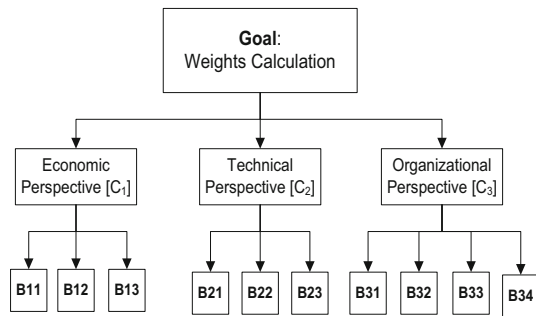 Goal:
Weights Calculation
Economic
Perspective [C₁]
Technical
Perspective [C₂]
Organizational
Perspective [C₃]
B11
B12
B13
B21
B22
B23
B31
B32
B33
B34